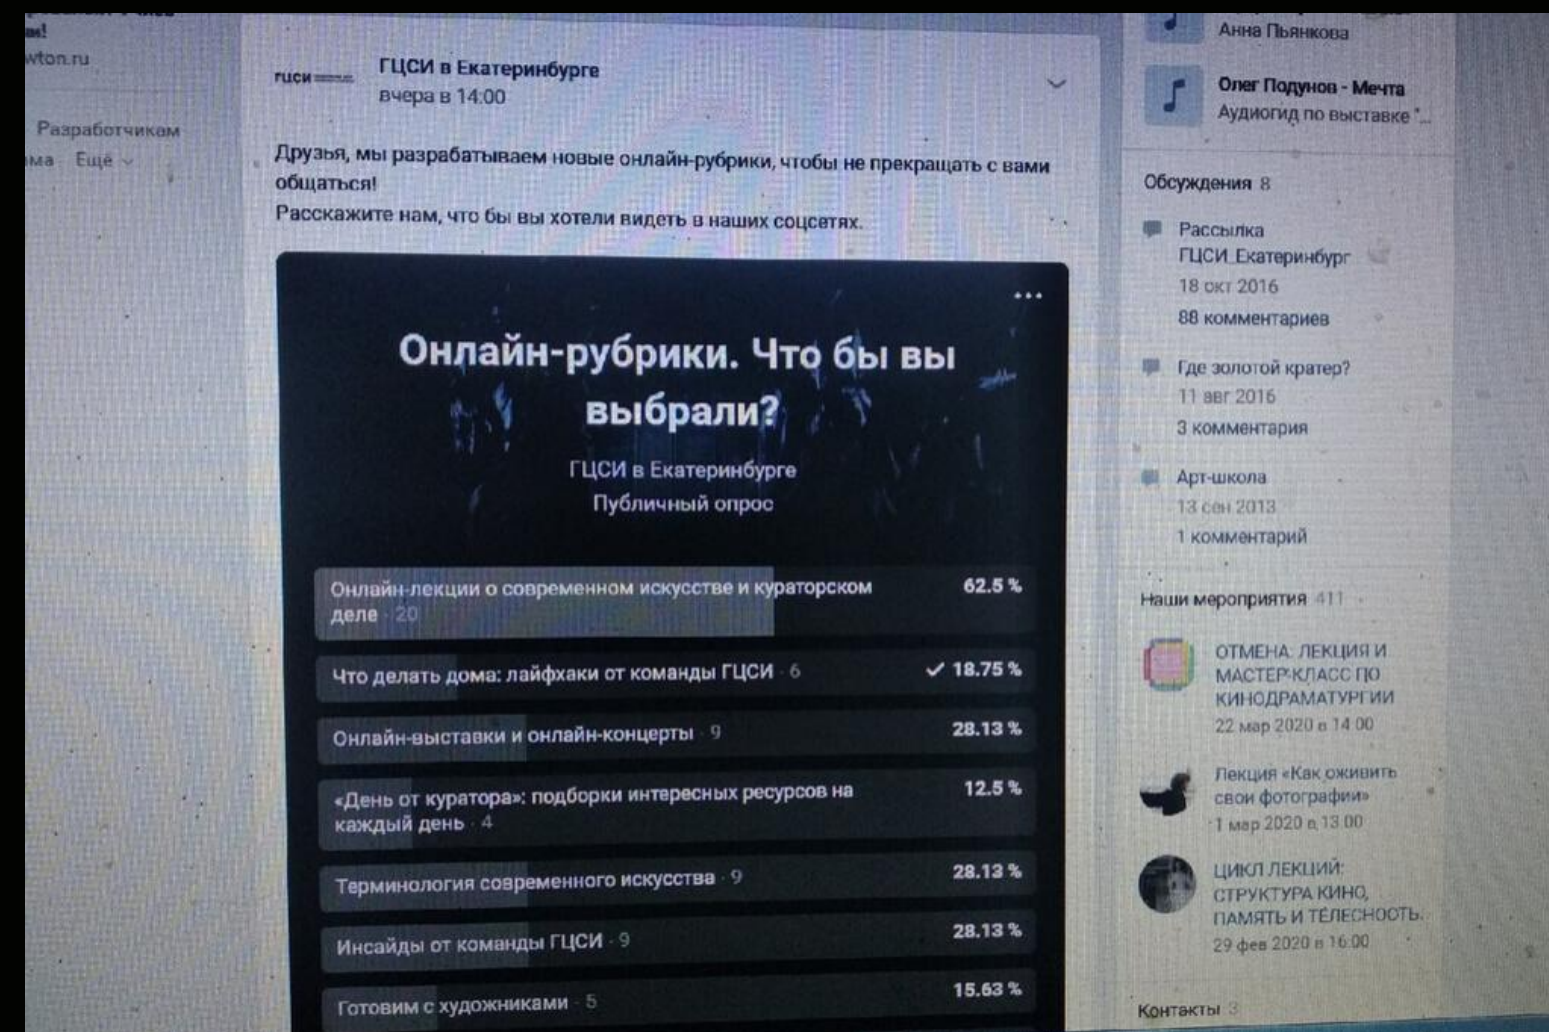 wton.ru
Разработчикам
Ещё
ГЦСИ
ГЦСИ в Екатеринбурге
вчера в 14:00
Друзья, мы разрабатываем новые онлайн-рубрики, чтобы не прекращать с вами
общаться!
Расскажите нам, что бы вы хотели видеть в наших соцсетях.
Онлайн-рубрики. Что бы вы
выбрали?
ГЦСИ в Екатеринбурге
Публичный опрос
Онлайн-лекции о современном искусстве и кураторском
деле · 20
62.5 %
Что делать дома: лайфхаки от команды ГЦСИ · 6
18.75 %
Онлайн-выставки и онлайн-концерты · 9
28.13 %
«День от куратора»: подборки интересных ресурсов на
каждый день · 4
12.5 %
Терминология современного искусства · 9
28.13 %
Инсайды от команды ГЦСИ · 9
28.13 %
Готовим с художниками · 5
15.63 %
Анна Пьянкова
Олег Подунов - Мечта
Аудиогид по выставке "...
Обсуждения 8
Рассылка
ГЦСИ_Екатеринбург
18 окт 2016
88 комментариев
Где золотой кратер?
11 авг 2016
3 комментария
Арт-школа
13 сен 2013
1 комментарий
Наши мероприятия 411
ОТМЕНА: ЛЕКЦИЯ И
МАСТЕР-КЛАСС ПО
КИНОДРАМАТУРГИИ
22 мар 2020 в 14:00
Лекция «Как оживить
свои фотографии»
1 мар 2020 в 13:00
ЦИКЛ ЛЕКЦИЙ:
СТРУКТУРА КИНО,
ПАМЯТЬ И ТЕЛЕСНОСТЬ.
29 фев 2020 в 16:00
Контакты 3